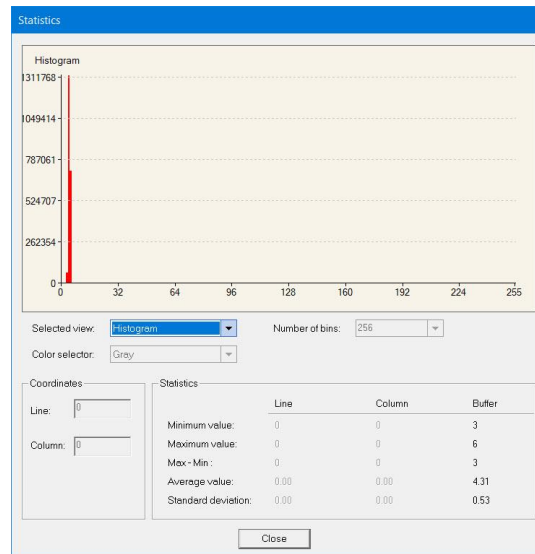 Statistics
Histogram
1311768
1049414
787061
524707
262354
0
0 32 64 96 128 160 192 224 255
Selected view: Histogram Number of bins: 256
Color selector: Gray
Coordinates Statistics
Line Column Buffer
Line: 0
Minimum value: 0 0 3
Maximum value: 0 0 6
Column: 0
Max - Min : 0 0 3
Average value: 0.00 0.00 4.31
Standard deviation: 0.00 0.00 0.53
Close